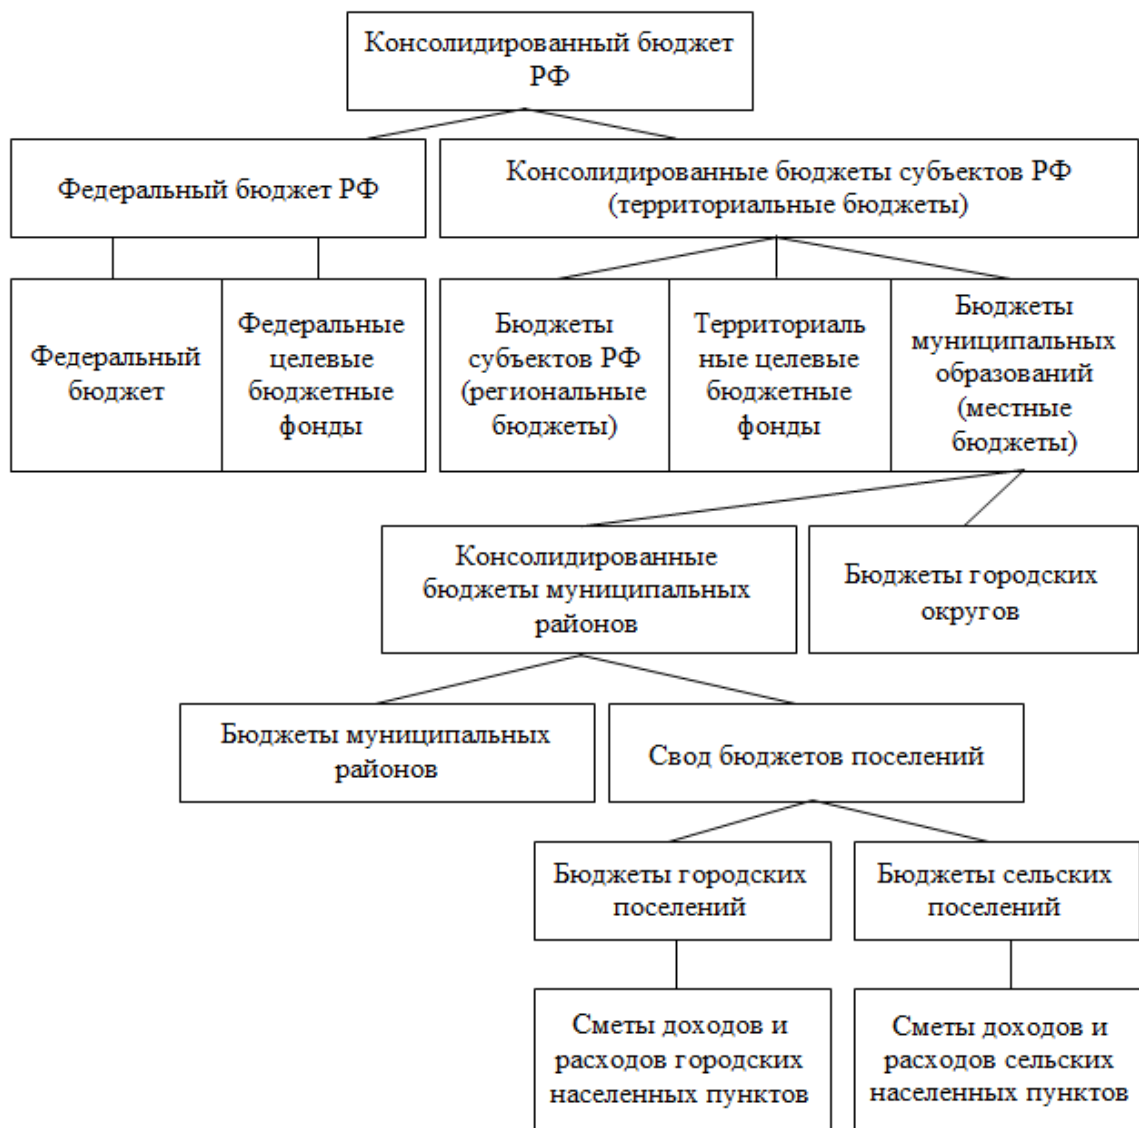 Консолидированный бюджет
РФ
Федеральный бюджет РФ
Консолидированные бюджеты субъектов РФ
(территориальные бюджеты)
Федеральный
бюджет
Федеральные
целевые
бюджетные
фонды
Бюджеты
субъектов РФ
(региональные
бюджеты)
Территориаль
ные целевые
бюджетные
фонды
Бюджеты
муниципальных
образований
(местные
бюджеты)
Консолидированные
бюджеты муниципальных
районов
Бюджеты городских
округов
Бюджеты муниципальных
районов
Свод бюджетов поселений
Бюджеты городских
поселений
Бюджеты сельских
поселений
Сметы доходов и
расходов городских
населенных пунктов
Сметы доходов и
расходов сельских
населенных пунктов